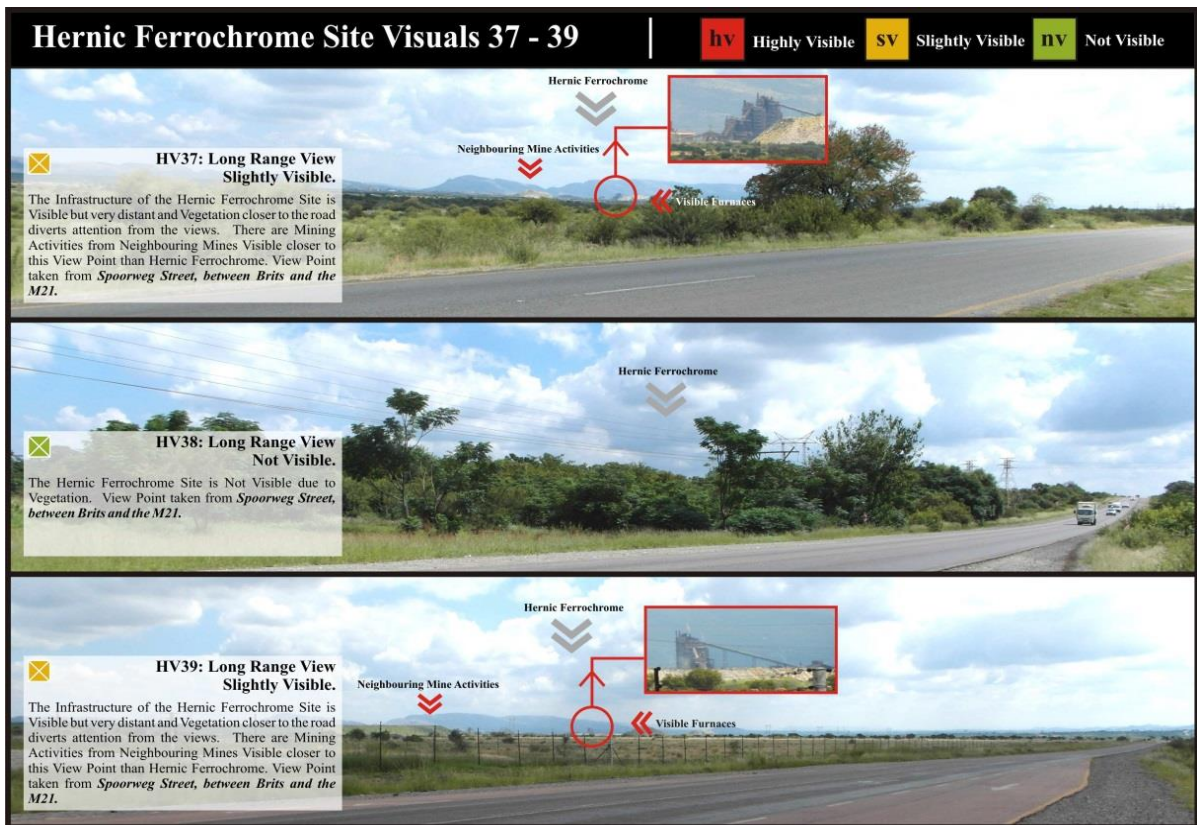 Hernic Ferrochrome Site Visuals 37 - 39
hv Highly Visible sv Slightly Visible nv Not Visible
Hernic Ferrochrome
Neighbouring Mine Activities
Visible Furnaces
HV37: Long Range View
Slightly Visible.
The Infrastructure of the Hernic Ferrochrome Site is
Visible but very distant and Vegetation closer to the road
diverts attention from the views. There are Mining
Activities from Neighbouring Mines Visible closer to
this View Point than Hernic Ferrochrome. View Point
taken from Spoorweg Street, between Brits and the
M21.
Hernic Ferrochrome
HV38: Long Range View
Not Visible.
The Hernic Ferrochrome Site is Not Visible due to
Vegetation. View Point taken from Spoorweg Street,
between Brits and the M21.
Hernic Ferrochrome
Neighbouring Mine Activities
Visible Furnaces
HV39: Long Range View
Slightly Visible.
The Infrastructure of the Hernic Ferrochrome Site is
Visible but very distant and Vegetation closer to the road
diverts attention from the views. There are Mining
Activities from Neighbouring Mines Visible closer to
this View Point than Hernic Ferrochrome. View Point
taken from Spoorweg Street, between Brits and the
M21.